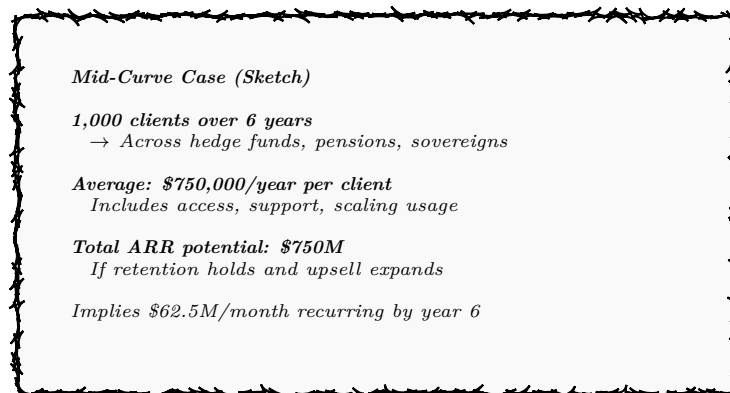 Mid-Curve Case (Sketch)
1,000 clients over 6 years
→ Across hedge funds, pensions, sovereigns
Average: $750,000/year per client
Includes access, support, scaling usage
Total ARR potential: $750M
If retention holds and upsell expands
Implies $62.5M/month recurring by year 6